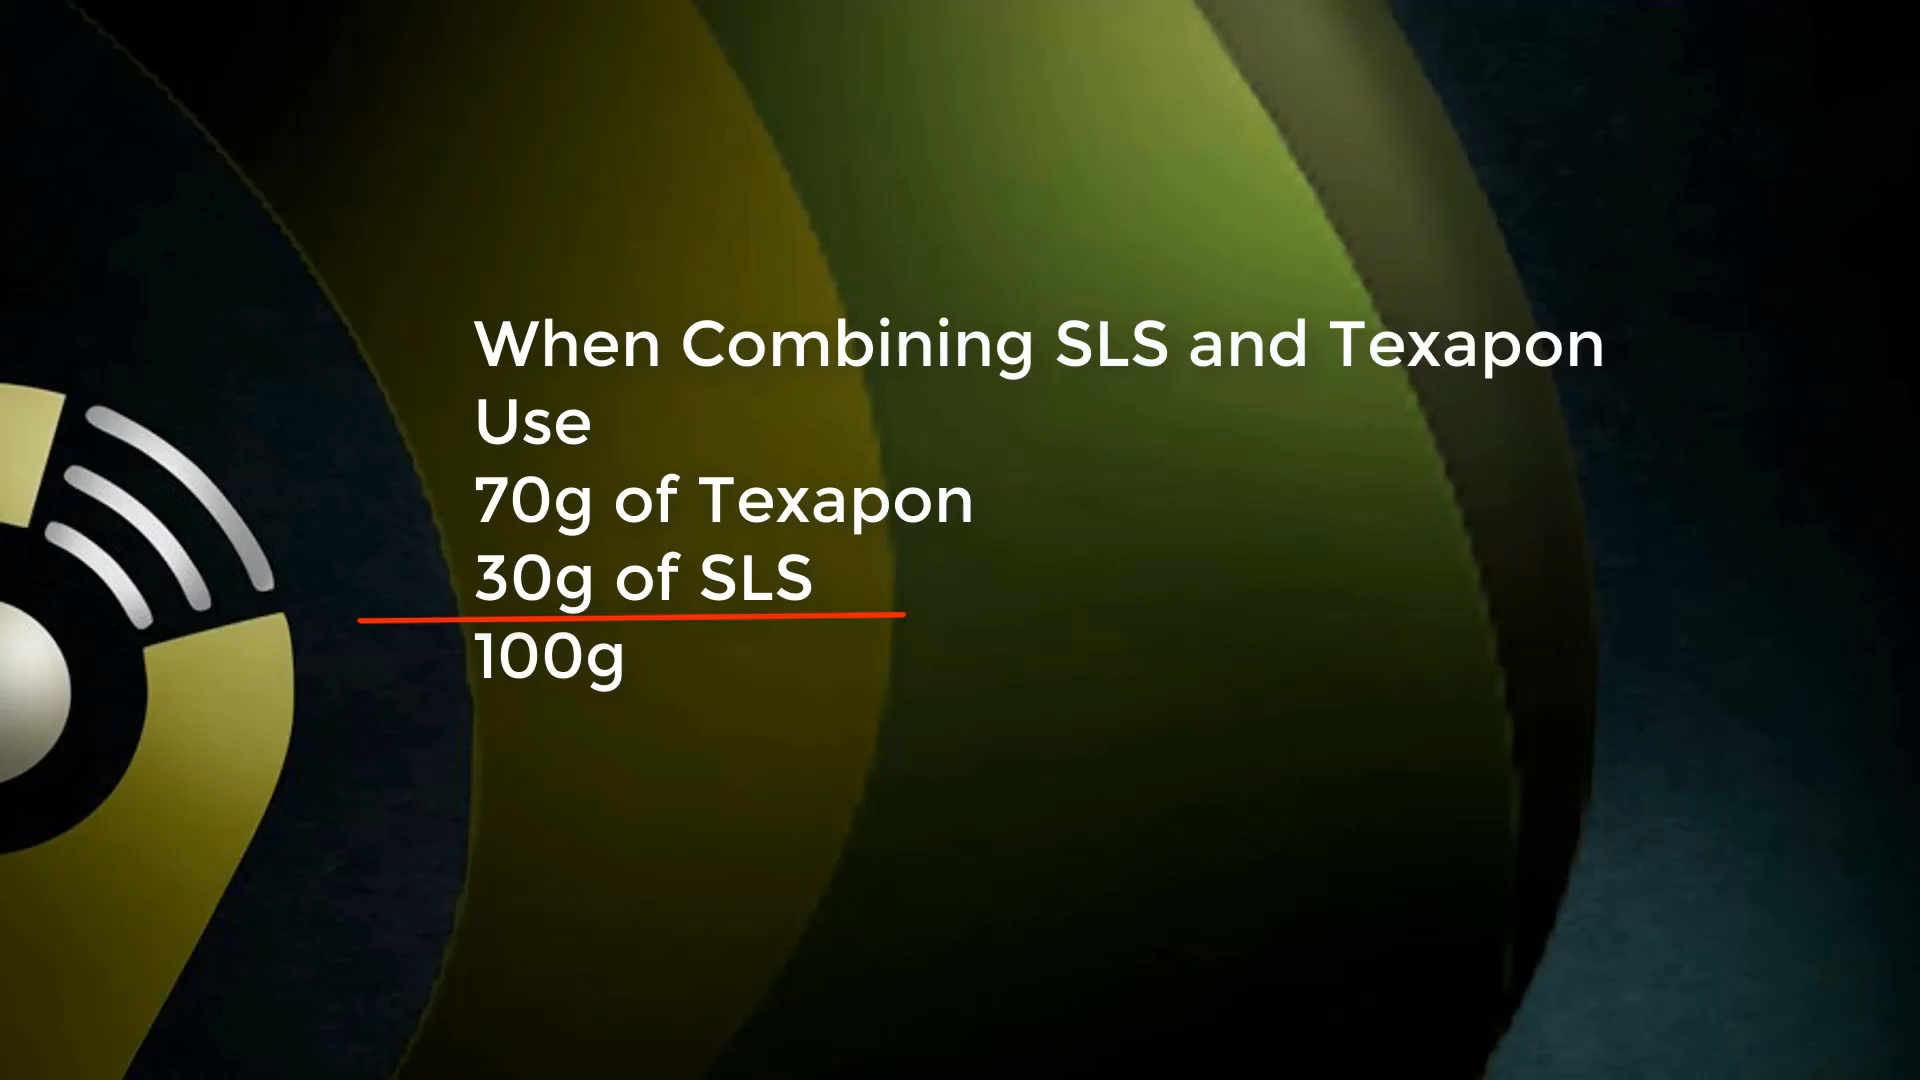 When Combining SLS and Texapon
Use
70g of Texapon
30g of SLS
100g